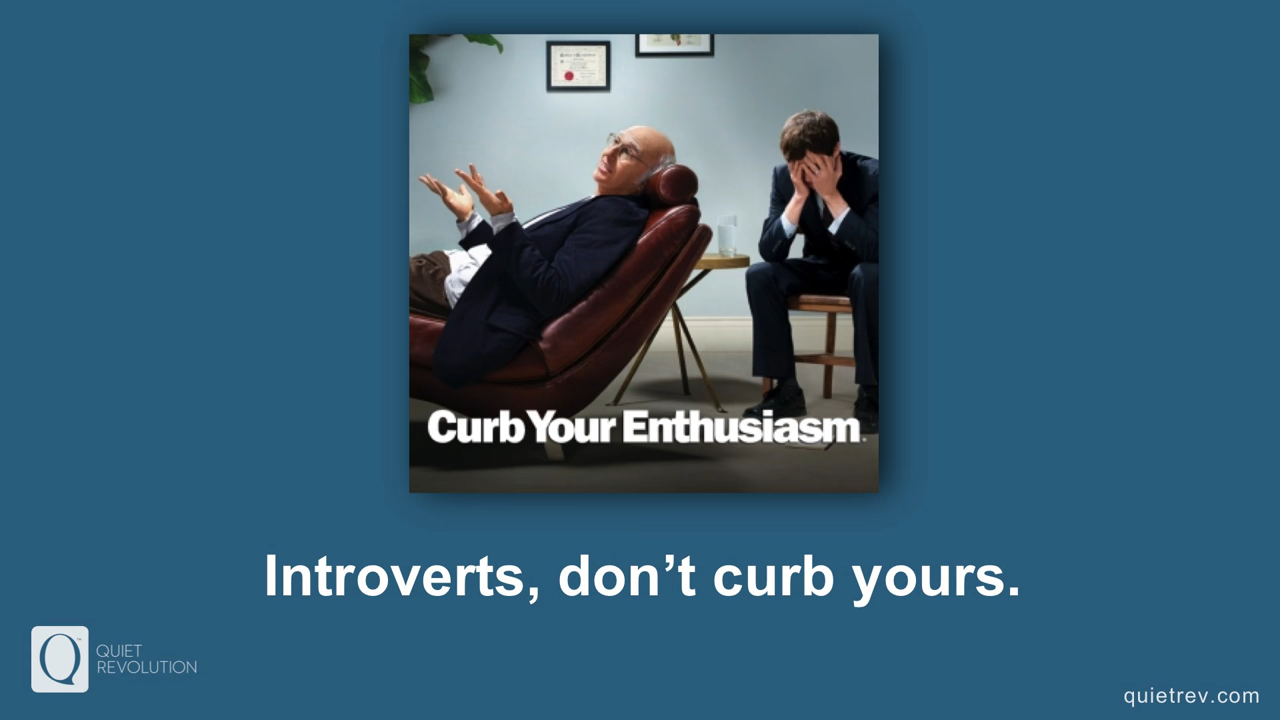 Curb Your Enthusiasm.
Introverts, don’t curb yours.
Q
QUIET
REVOLUTION
quietrev.com